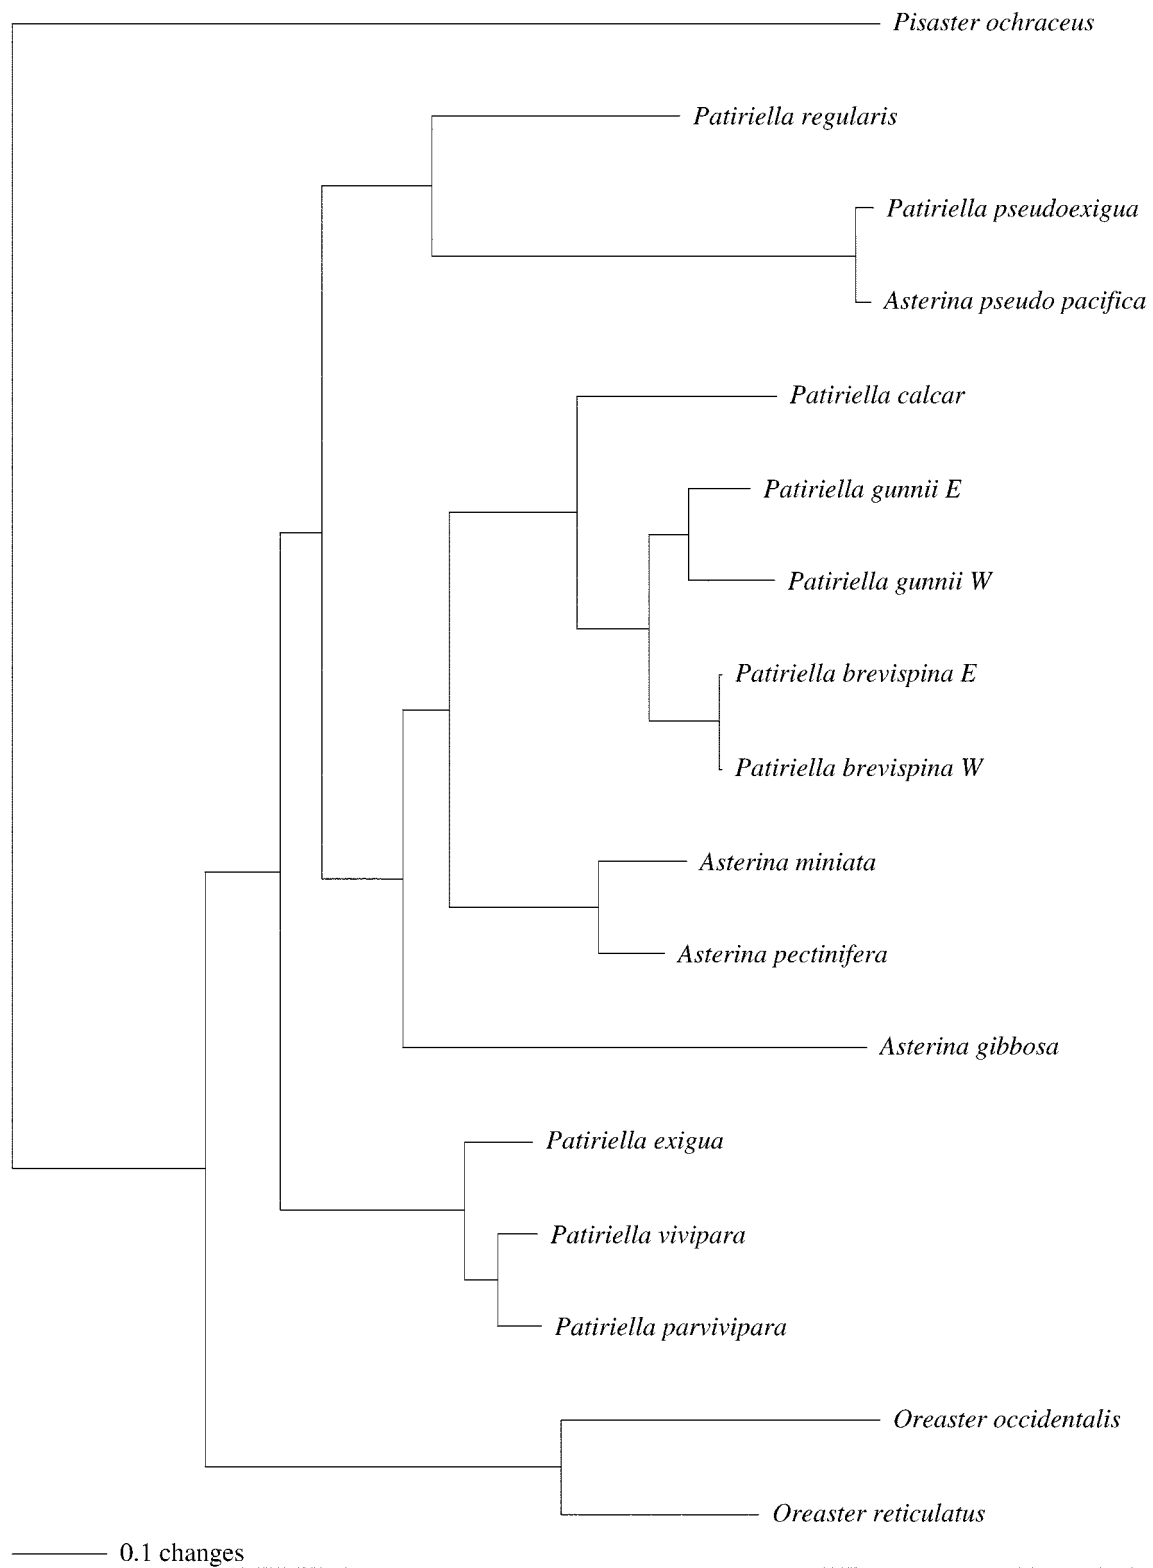 Pisaster ochraceus
Patiriella regularis
Patiriella pseudoexigua
Asterina pseudo pacifica
Patiriella calcar
Patiriella gunnii E
Patiriella gunnii W
Patiriella brevispina E
Patiriella brevispina W
Asterina miniata
Asterina pectinifera
Asterina gibbosa
Patiriella exigua
Patiriella vivipara
Patiriella parvivipara
Oreaster occidentalis
Oreaster reticulatus
0.1 changes